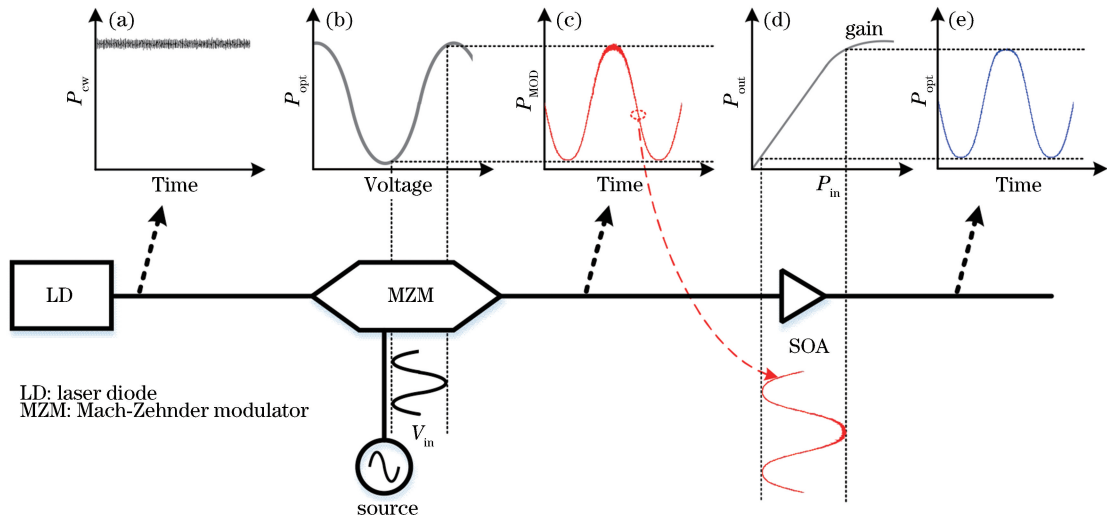 (a)
(b)
(c)
(d)
(e)
gain
P_cw
P_opt
P_MOD
P_out
P_opt
Time
Voltage
Time
P_in
Time
LD
MZM
SOA
LD: laser diode
MZM: Mach-Zehnder modulator
V_in
source